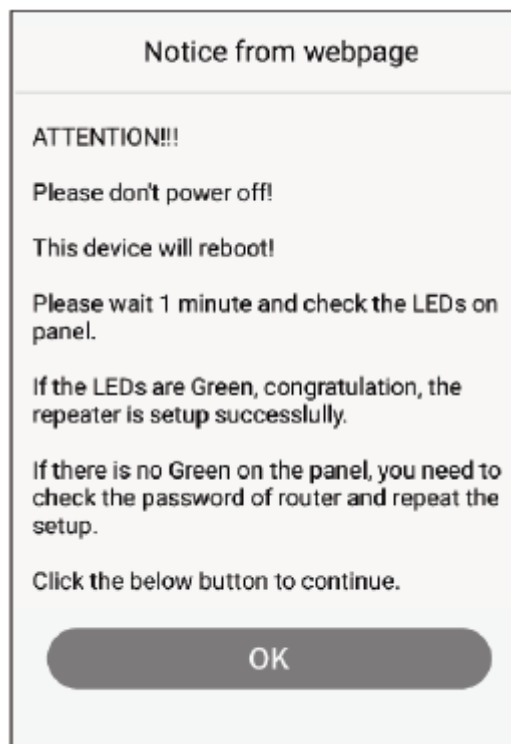 Notice from webpage
ATTENTION!!!
Please don't power off!
This device will reboot!
Please wait 1 minute and check the LEDs on
panel.
If the LEDs are Green, congratulation, the
repeater is setup successlully.
If there is no Green on the panel, you need to
check the password of router and repeat the
setup.
Click the below button to continue.
OK